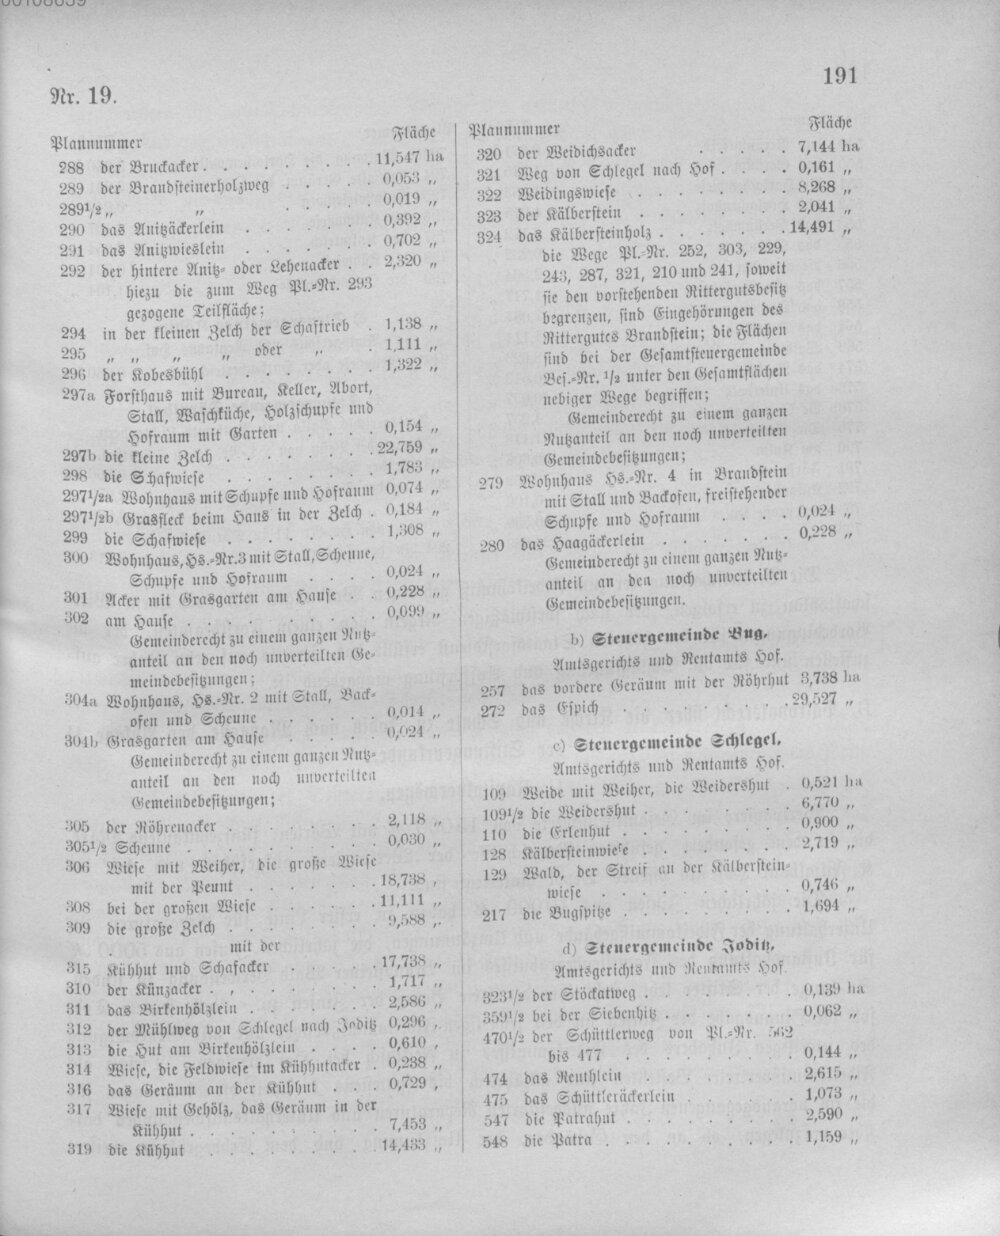 00108639
191
Nr. 19.
Plannummer Fläche
288 der Bruckacker . . . . . . . . 11,547 ha
289 der Brandsteinerholzweg . . . . . 0,053 „
289½ „ „ . . . . . 0,019 „
290 das Anitzäckerlein . . . . . . . 0,392 „
291 das Anitzwieslein . . . . . . . 0,702 „
292 der hintere Anitz- oder Lehenacker . . 2,320 „
hiezu die zum Weg Pl.-Nr. 293
gezogene Teilfläche;
294 in der kleinen Zelch der Schaftrieb . 1,138 „
295 „ „ „ „ oder „ . 1,111 „
296 der Kobesbühl . . . . . . . . 1,322 „
297a Forsthaus mit Bureau, Keller, Abort,
Stall, Waschküche, Holzschupfe und
Hofraum mit Garten . . . . . 0,154 „
297b die kleine Zelch . . . . . . . . 22,759 „
298 die Schafwiese . . . . . . . . 1,783 „
297½a Wohnhaus mit Schupfe und Hofraum 0,074 „
297½b Grasfleck beim Haus in der Zelch . 0,184 „
299 die Schafwiese . . . . . . . . 1,308 „
300 Wohnhaus, Hs.-Nr. 3 mit Stall, Scheune,
Schupfe und Hofraum . . . . 0,024 „
301 Acker mit Grasgarten am Hause . . 0,228 „
302 am Hause . . . . . . . . . 0,099 „
Gemeinderecht zu einem ganzen Nutz-
anteil an den noch unverteilten Ge-
meindebesitzungen;
304a Wohnhaus, Hs.-Nr. 2 mit Stall, Back-
ofen und Scheune . . . . . . 0,014 „
304b Grasgarten am Hause . . . . . 0,024 „
Gemeinderecht zu einem ganzen Nutz-
anteil an den noch unverteilten
Gemeindebesitzungen;
305 der Röhrenacker . . . . . . . . 2,118 „
305½ Scheune . . . . . . . . . . 0,030 „
306 Wiese mit Weiher, die große Wiese
mit der Peunt . . . . . . . 18,738 „
308 bei der großen Wiese . . . . . . 11,111 „
309 die große Zelch . . . . . . . . 9,588 „
mit der
315 Kühhut und Schafacker . . . . . 17,738 „
310 der Künzacker . . . . . . . . 1,717 „
311 das Birkenhölzlein . . . . . . . 2,586 „
312 der Mühlweg von Schlegel nach Joditz 0,296 „
313 die Hut am Birkenhölzlein . . . . 0,610 „
314 Wiese, die Feldwiese im Kühhutacker . 0,238 „
316 das Geräum an der Kühhut . . . 0,729 „
317 Wiese mit Gehölz, das Geräum in der
Kühhut . . . . . . . . . . 7,453 „
319 die Kühhut . . . . . . . . . 14,433 „
Plannummer Fläche
320 der Weidichsacker . . . . . 7,144 ha
321 Weg von Schlegel nach Hof . . . . 0,161 „
322 Weidingswiese . . . . . . . . 8,268 „
323 der Kälberstein . . . . . . . . 2,041 „
324 das Kälbersteinholz . . . . . . . 14,491 „
die Wege Pl.-Nr. 252, 303, 229,
243, 287, 321, 210 und 241, soweit
sie den vorstehenden Rittergutsbesitz
begrenzen, sind Eingehörungen des
Rittergutes Brandstein; die Flächen
sind bei der Gesamtsteuergemeinde
Bes.-Nr. ½ unter den Gesamtflächen
nebiger Wege begriffen;
Gemeinderecht zu einem ganzen
Nutzanteil an den noch unverteilten
Gemeindebesitzungen;
279 Wohnhaus Hs.-Nr. 4 in Brandstein
mit Stall und Backofen, freistehender
Schupfe und Hofraum . . . . 0,024 „
280 das Haagäckerlein . . . . . . . 0,228 „
Gemeinderecht zu einem ganzen Nutz-
anteil an den noch unverteilten
Gemeindebesitzungen.
b) Steuergemeinde Bug,
Amtsgerichts und Rentamts Hof.
257 das vordere Geräum mit der Röhrhut 3,738 ha
272 das Espich . . . . . . . . . 29,527 „
c) Steuergemeinde Schlegel,
Amtsgerichts und Rentamts Hof.
109 Weide mit Weiher, die Weidershut . 0,521 ha
109½ die Weidershut . . . . . . . . 6,770 „
110 die Erlenhut . . . . . . . . . 0,900 „
128 Kälbersteinwiese . . . . . . . . 2,719 „
129 Wald, der Streif an der Kälberstein-
wiese . . . . . . . . . . 0,746 „
217 die Bugspitze . . . . . . . . 1,694 „
d) Steuergemeinde Joditz,
Amtsgerichts und Rentamts Hof.
323½ der Stöckatweg . . . . . . . . 0,139 ha
359½ bei der Siebenhitz . . . . . . . 0,062 „
470½ der Schüttlerweg von Pl.-Nr. 562
bis 477 . . . . . . . . . 0,144 „
474 das Reuthlein . . . . . . . . 2,615 „
475 das Schüttleräckerlein . . . . . . 1,073 „
547 die Patrahut . . . . . . . . . 2,590 „
548 die Patra . . . . . . . . . . 1,159 „